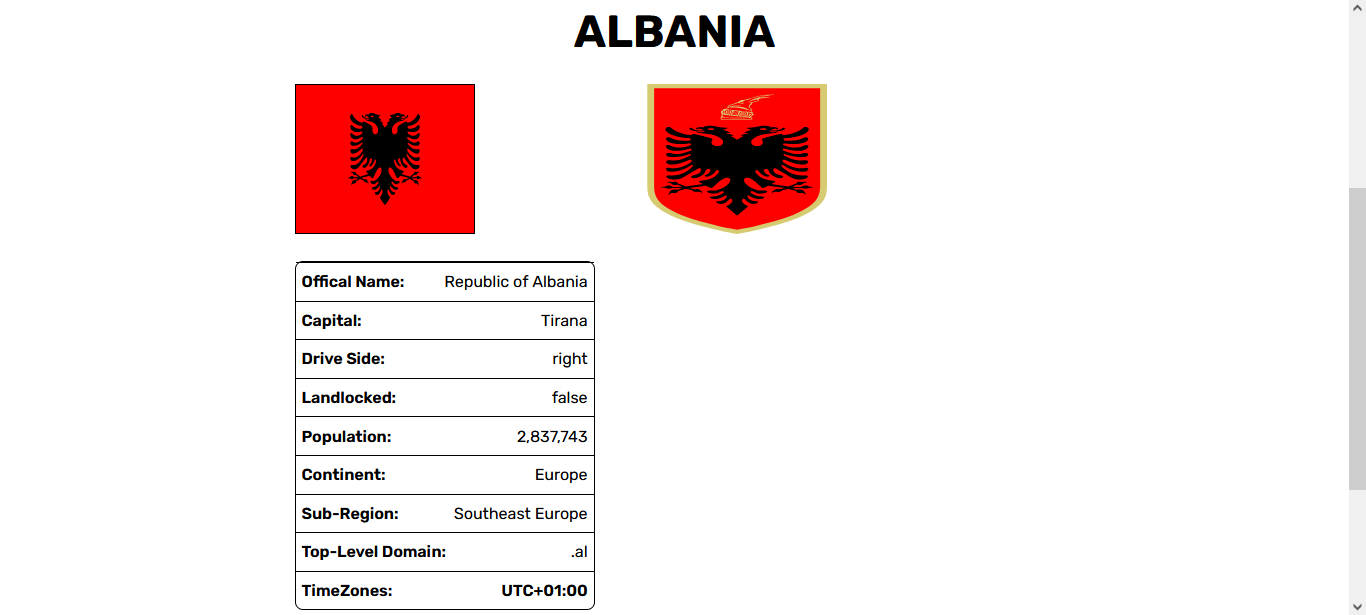 ALBANIA
Offical Name: Republic of Albania
Capital: Tirana
Drive Side: right
Landlocked: false
Population: 2,837,743
Continent: Europe
Sub-Region: Southeast Europe
Top-Level Domain: .al
TimeZones: UTC+01:00